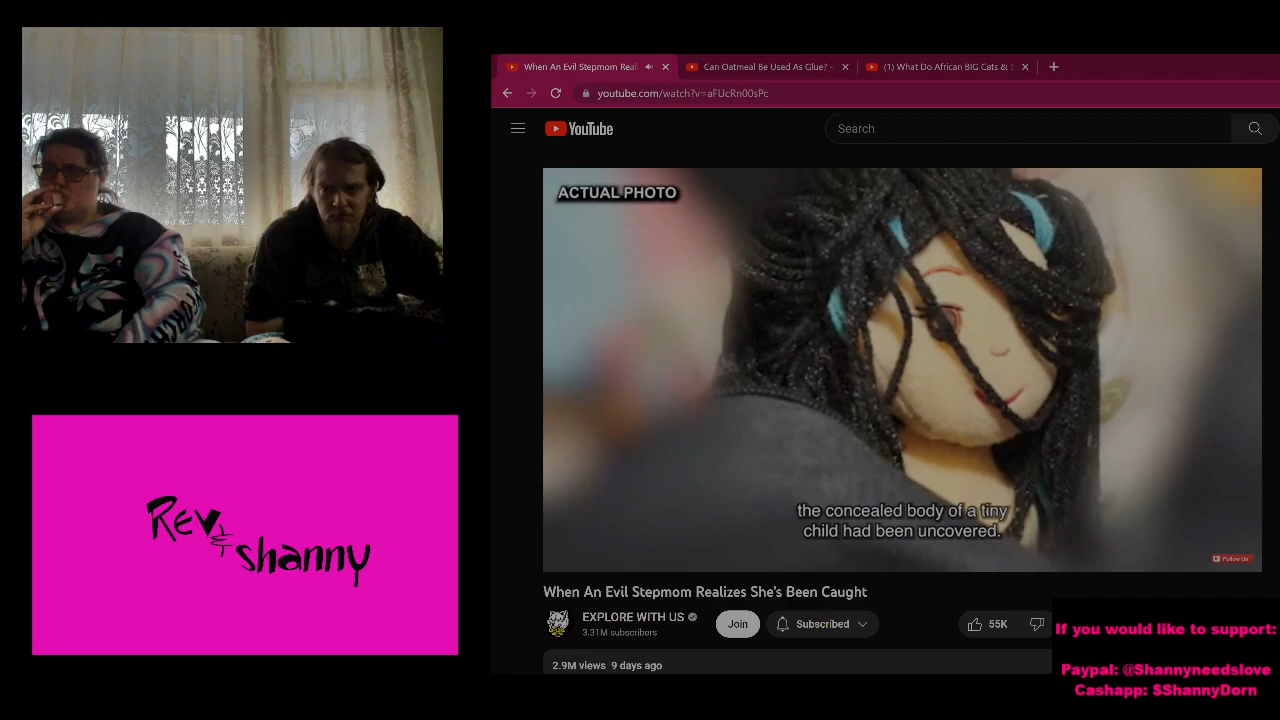 When An Evil Stepmom Reali
Can Oatmeal Be Used As Glue? -
(1) What Do African BIG Cats &
youtube.com/watch?v=aFUcRn00sPc
YouTube
Search
ACTUAL PHOTO
the concealed body of a tiny
child had been uncovered.
Follow Us
When An Evil Stepmom Realizes She's Been Caught
EXPLORE WITH US
3.31M subscribers
Join
Subscribed
55K
2.9M views 9 days ago
Rev
&
shanny
If you would like to support:
Paypal: @Shannyneedslove
Cashapp: $ShannyDorn